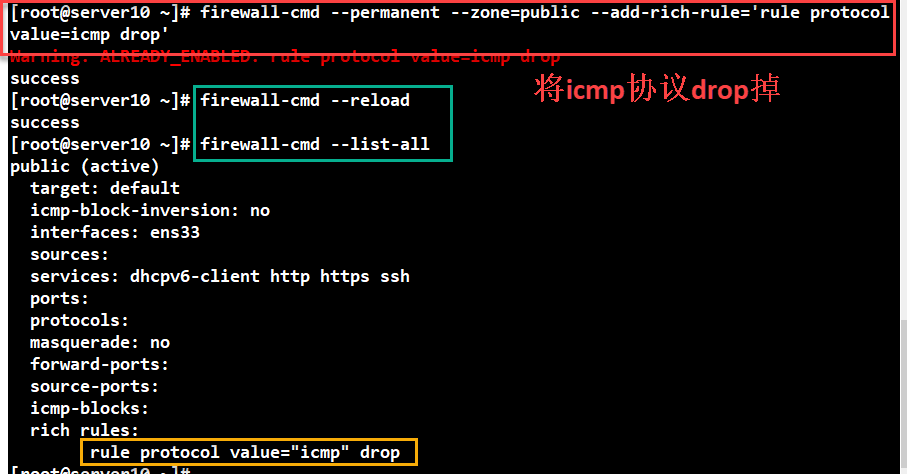 [root@server10 ~]# firewall-cmd --permanent --zone=public --add-rich-rule='rule protocol
value=icmp drop'
Warning: ALREADY_ENABLED: rule protocol value=icmp drop
success
将icmp协议drop掉
[root@server10 ~]# firewall-cmd --reload
success
[root@server10 ~]# firewall-cmd --list-all
public (active)
  target: default
  icmp-block-inversion: no
  interfaces: ens33
  sources:
  services: dhcpv6-client http https ssh
  ports:
  protocols:
  masquerade: no
  forward-ports:
  source-ports:
  icmp-blocks:
  rich rules:
        rule protocol value="icmp" drop
[root@server10 ~]#